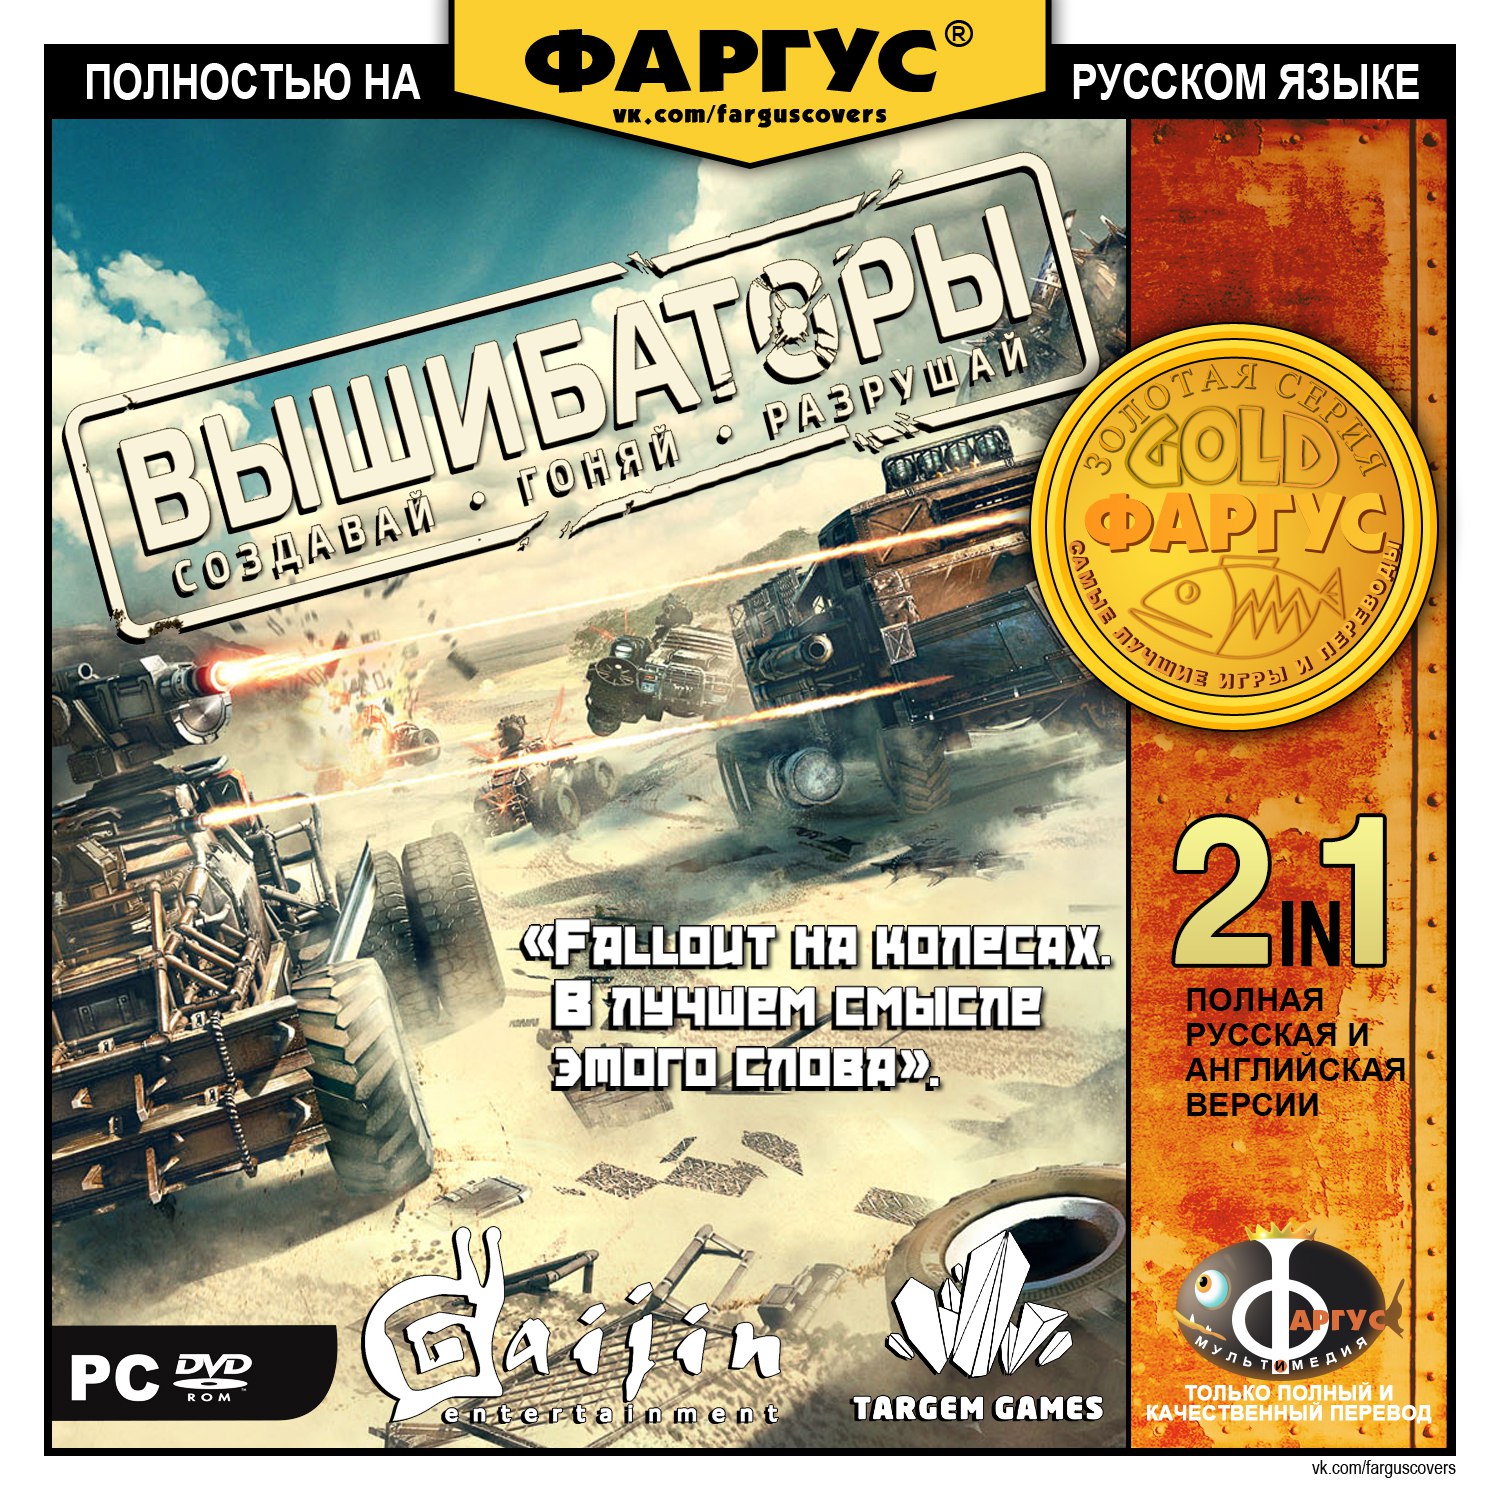 ФАРГУС®
vk.com/farguscovers
ПОЛНОСТЬЮ НА РУССКОМ ЯЗЫКЕ
ВЫШИБАТОРЫ
СОЗДАВАЙ • ГОНЯЙ • РАЗРУШАЙ
ЗОЛОТАЯ СЕРИЯ
GOLD
ФАРГУС
САМЫЕ ЛУЧШИЕ ИГРЫ И ПЕРЕВОДЫ
2IN1
ПОЛНАЯ
РУССКАЯ И
АНГЛИЙСКАЯ
ВЕРСИИ
«FALLOUT НА КОЛЕСАХ.
В ЛУЧШЕМ СМЫСЛЕ
ЭТОГО СЛОВА».
PC DVD
ROM
Gaijin
entertainment
TARGEM GAMES
ФАРГУС
МУЛЬТИМЕДИЯ
ТОЛЬКО ПОЛНЫЙ И
КАЧЕСТВЕННЫЙ ПЕРЕВОД
vk.com/farguscovers